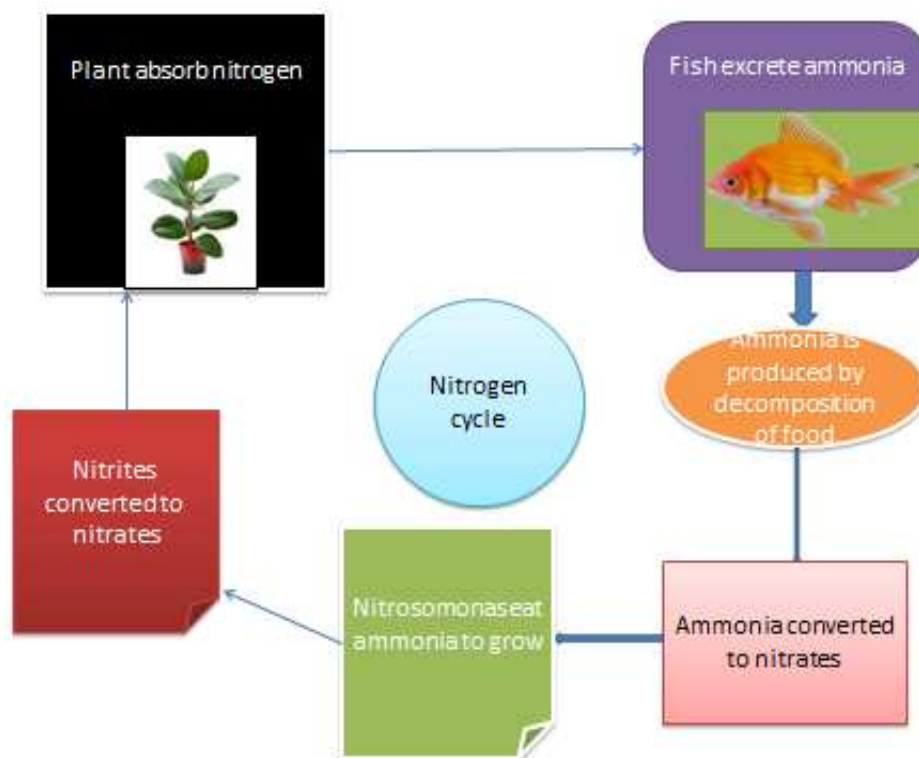 Plant absorb nitrogen
Fish excrete ammonia
Ammonia is
produced by
decomposition
of food
Nitrogen
cycle
Nitrites
converted to
nitrates
Nitrosomonas eat
ammonia to grow
Ammonia converted
to nitrates